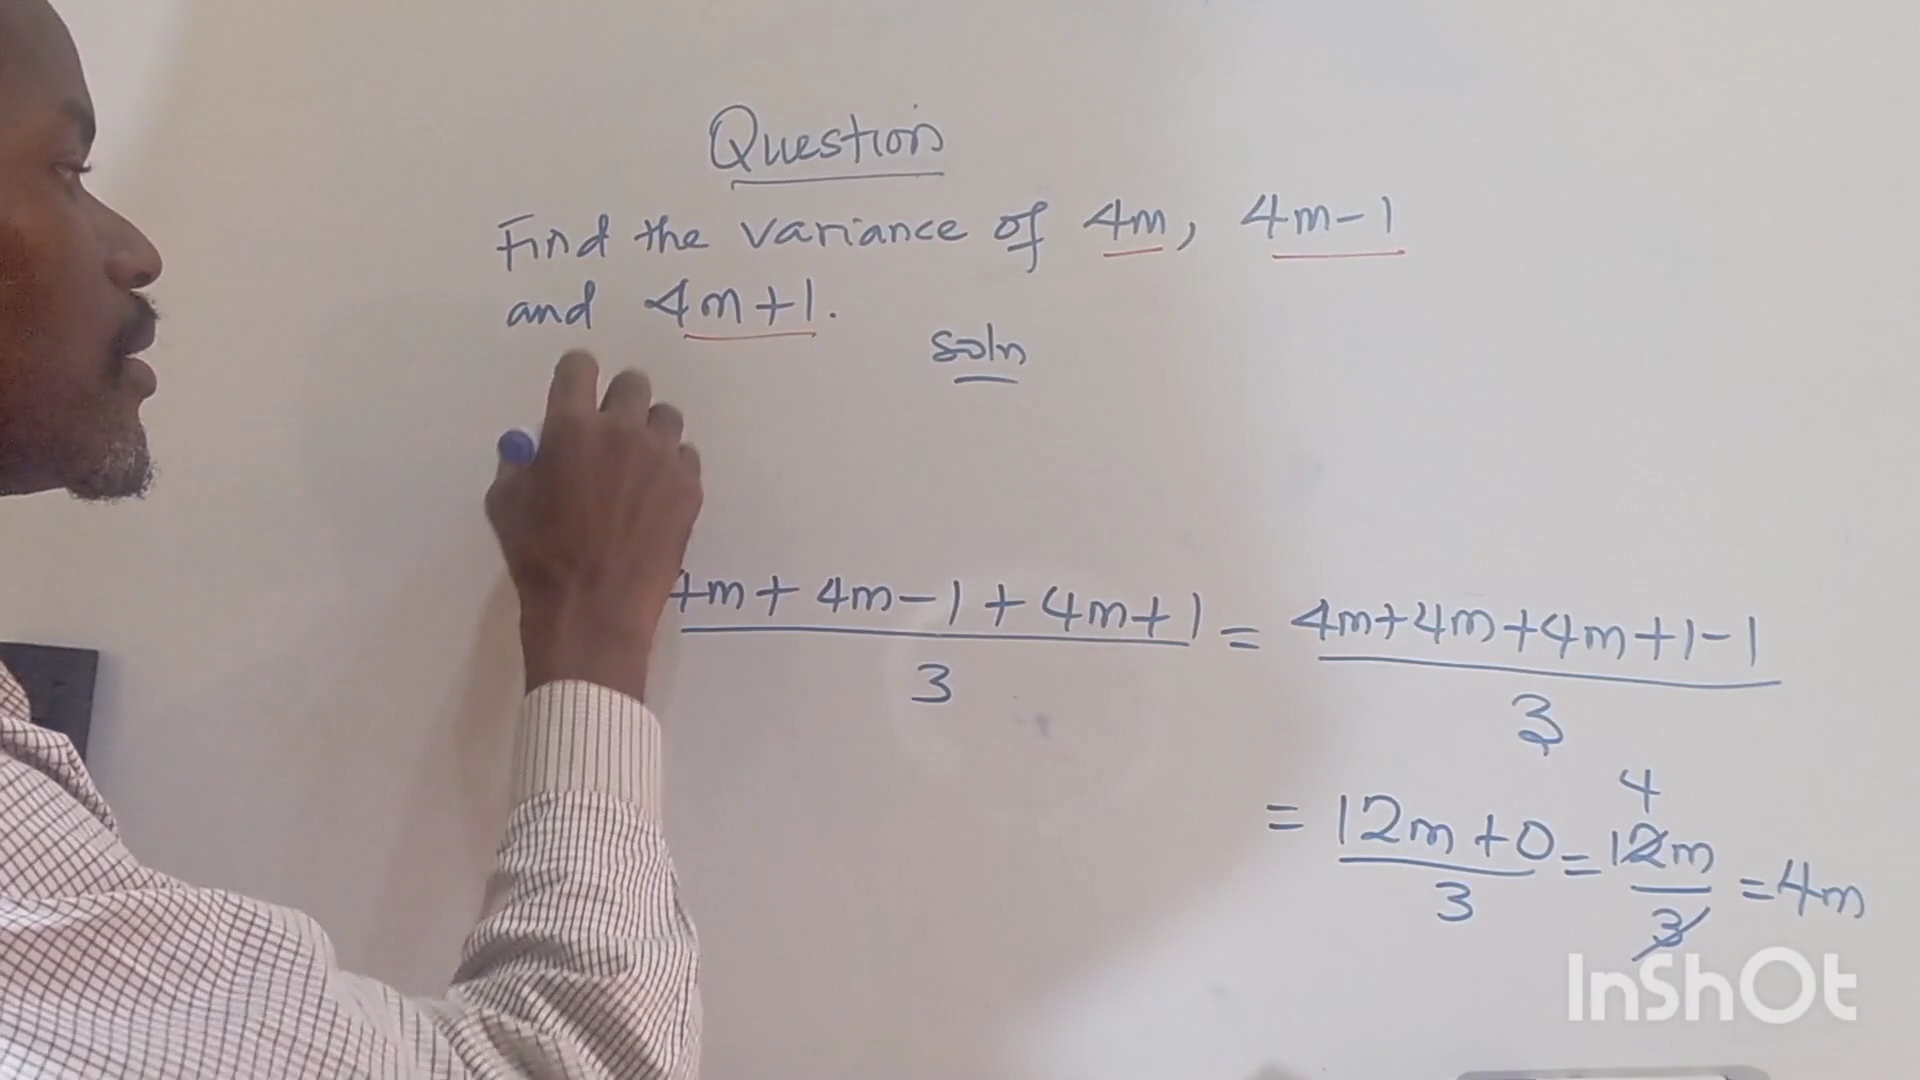 Question
Find the variance of 4m, 4m-1
and 4m+1.
soln
4m + 4m - 1 + 4m + 1 / 3 = 4m+4m+4m+1-1 / 3
= 12m + 0 / 3 = 12m / 3 = 4m
4
InShOt